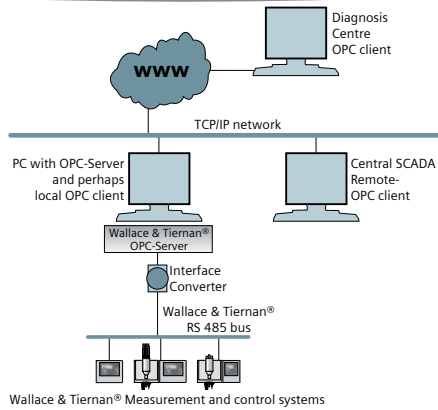 Diagnosis
Centre
OPC client
www
TCP/IP network
PC with OPC-Server
and perhaps
local OPC client
Central SCADA
Remote-
OPC client
Wallace & Tiernan®
OPC-Server
Interface
Converter
Wallace & Tiernan®
RS 485 bus
Wallace & Tiernan® Measurement and control systems